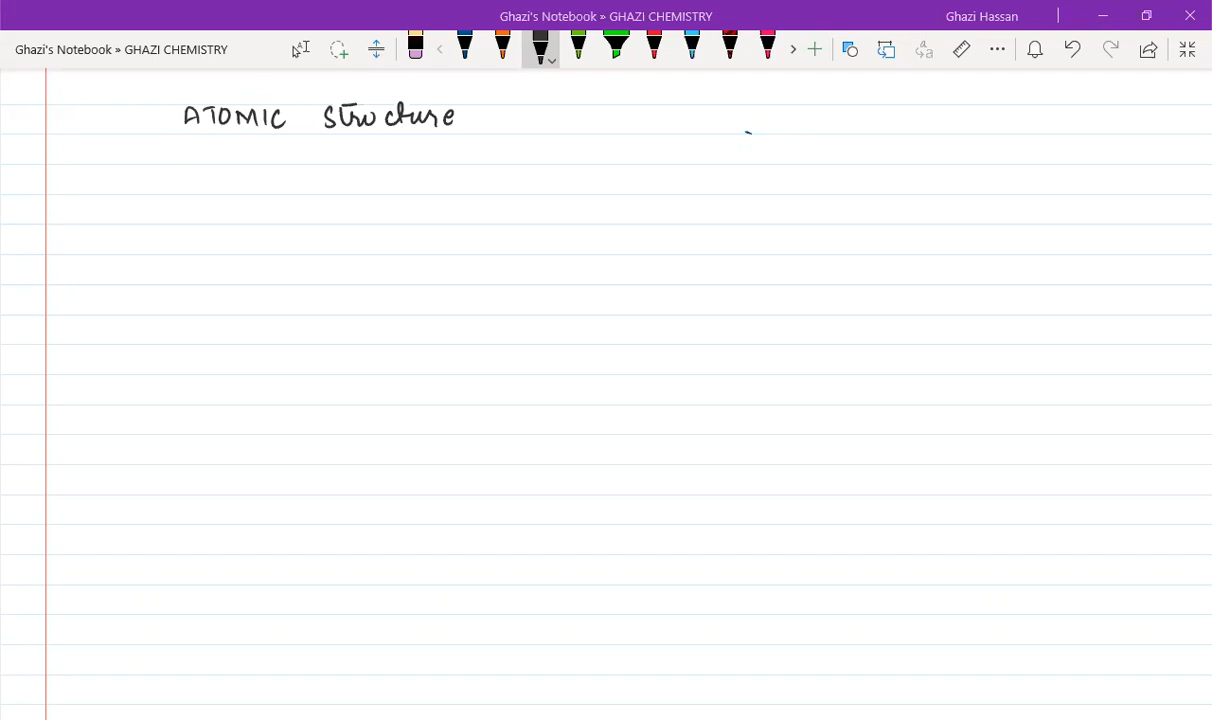 Ghazi's Notebook » GHAZI CHEMISTRY
Ghazi Hassan
Ghazi's Notebook » GHAZI CHEMISTRY
ATOMIC Structure